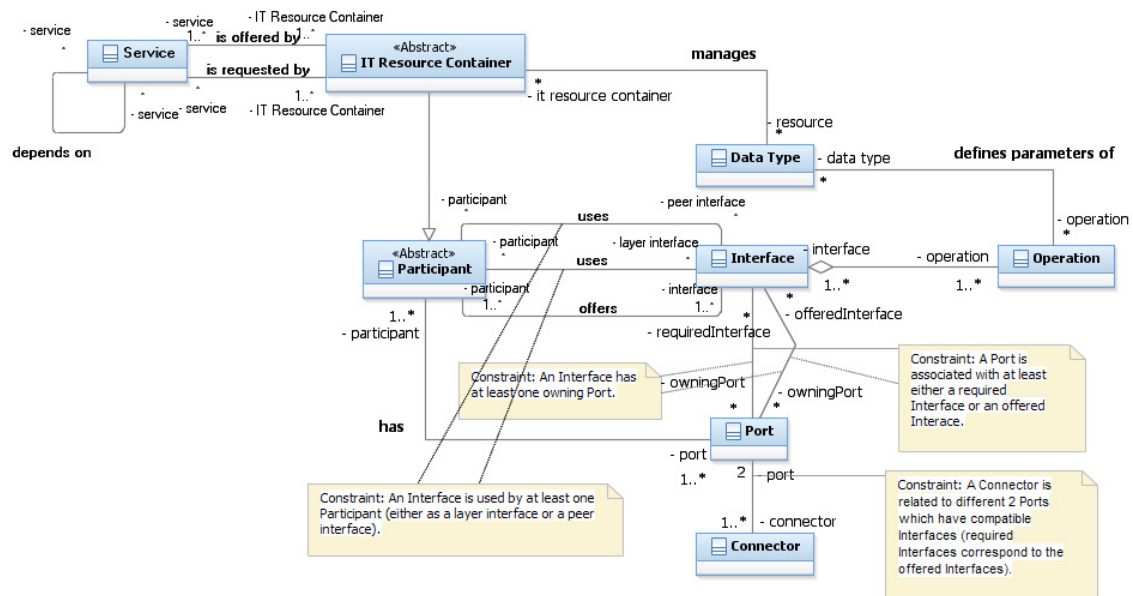 - service
- service
1..*
is offered by
- IT Resource Container
1..*
Service
is requested by
*
- service
*
- service
1..*
- IT Resource Container
*
depends on
«Abstract»
IT Resource Container
*
- it resource container
manages
- resource
*
Data Type
- data type
*
defines parameters of
- operation
*
- participant
*
uses
- peer interface
*
«Abstract»
Participant
- participant
*
uses
- layer interface
*
Interface
- interface
1..*
- operation
1..*
Operation
- participant
1..*
offers
- interface
1..*
1..*
- participant
*
- requiredInterface
*
- offeredInterface
Constraint: An Interface has
at least one owning Port.
- owningPort
*
- owningPort
*
Constraint: A Port is
associated with at least
either a required
Interface or an offered
Interace.
has
Port
- port
1..*
2
- port
Constraint: An Interface is used by at least one
Participant (either as a layer interface or a peer
interface).
Constraint: A Connector is
related to different 2 Ports
which have compatible
Interfaces (required
Interfaces correspond to the
offered Interfaces).
1..*
- connector
Connector